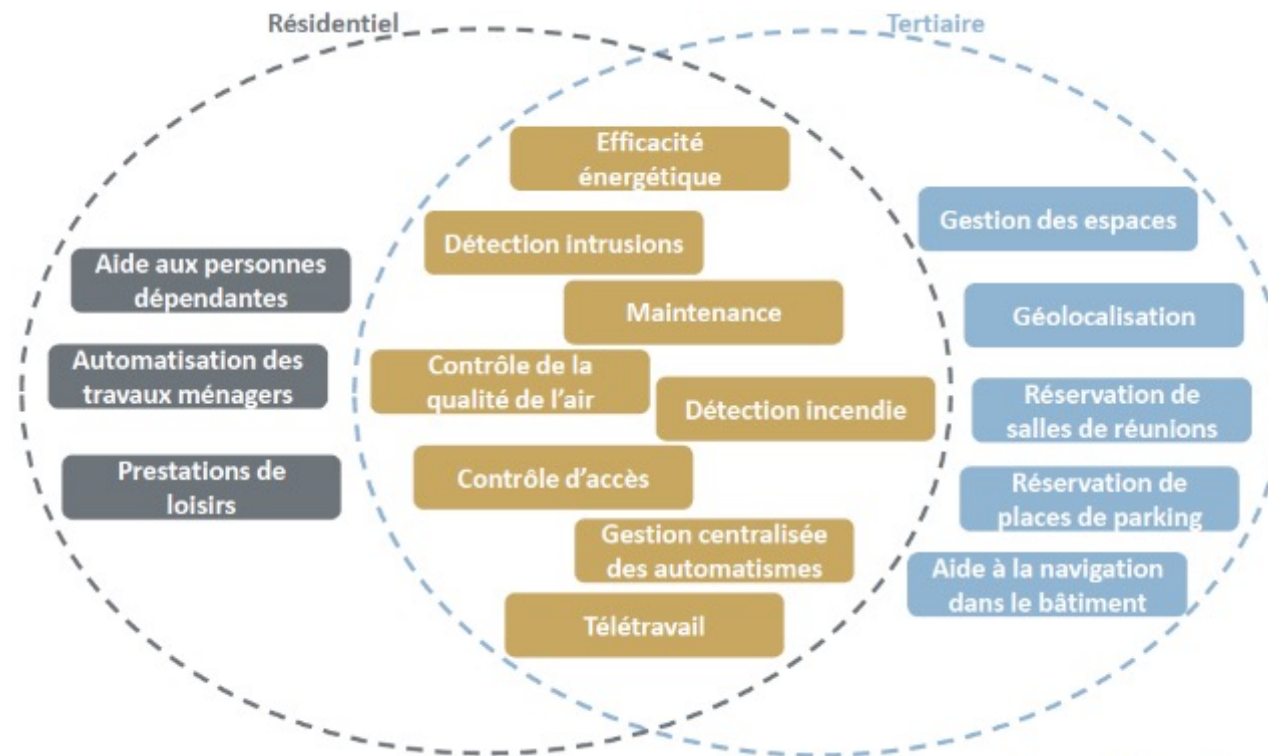 Résidentiel
Tertiaire
Efficacité
énergétique
Détection intrusions
Maintenance
Contrôle de la
qualité de l'air
Détection incendie
Contrôle d'accès
Gestion centralisée
des automatismes
Télétravail
Aide aux personnes
dépendantes
Automatisation des
travaux ménagers
Prestations de
loisirs
Gestion des espaces
Géolocalisation
Réservation de
salles de réunions
Réservation de
places de parking
Aide à la navigation
dans le bâtiment